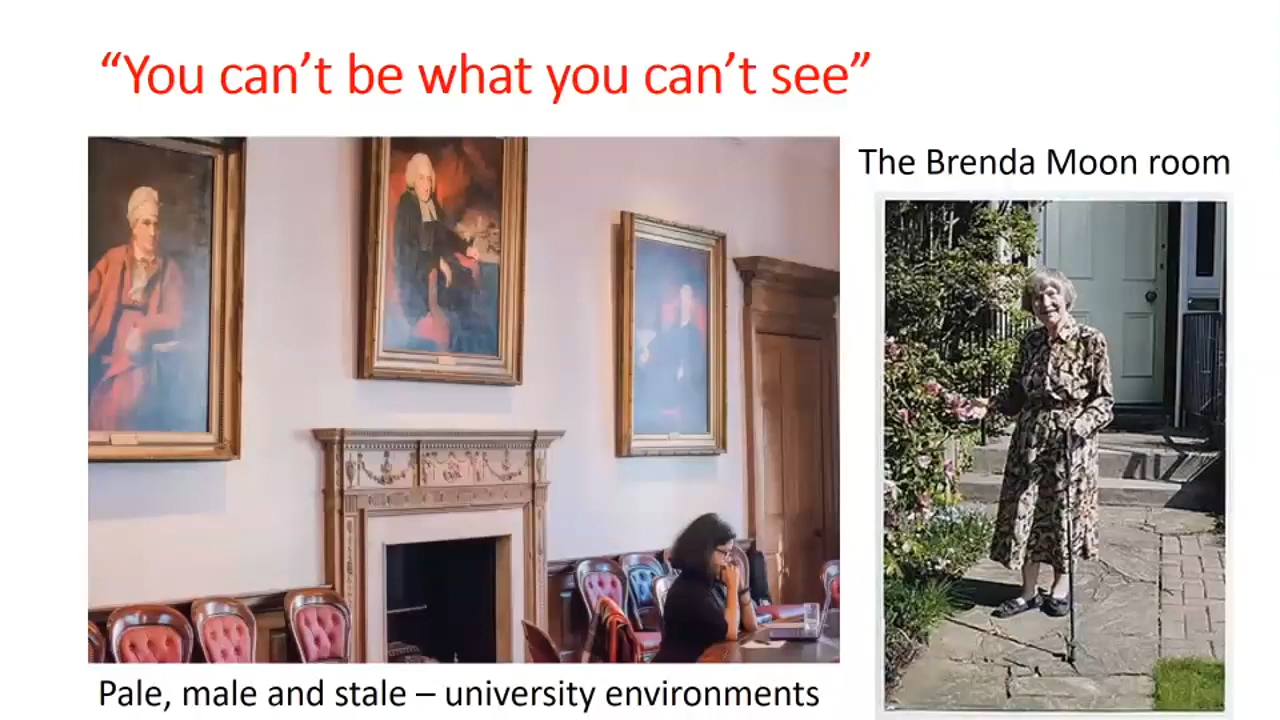 “You can’t be what you can’t see”
The Brenda Moon room
Pale, male and stale – university environments